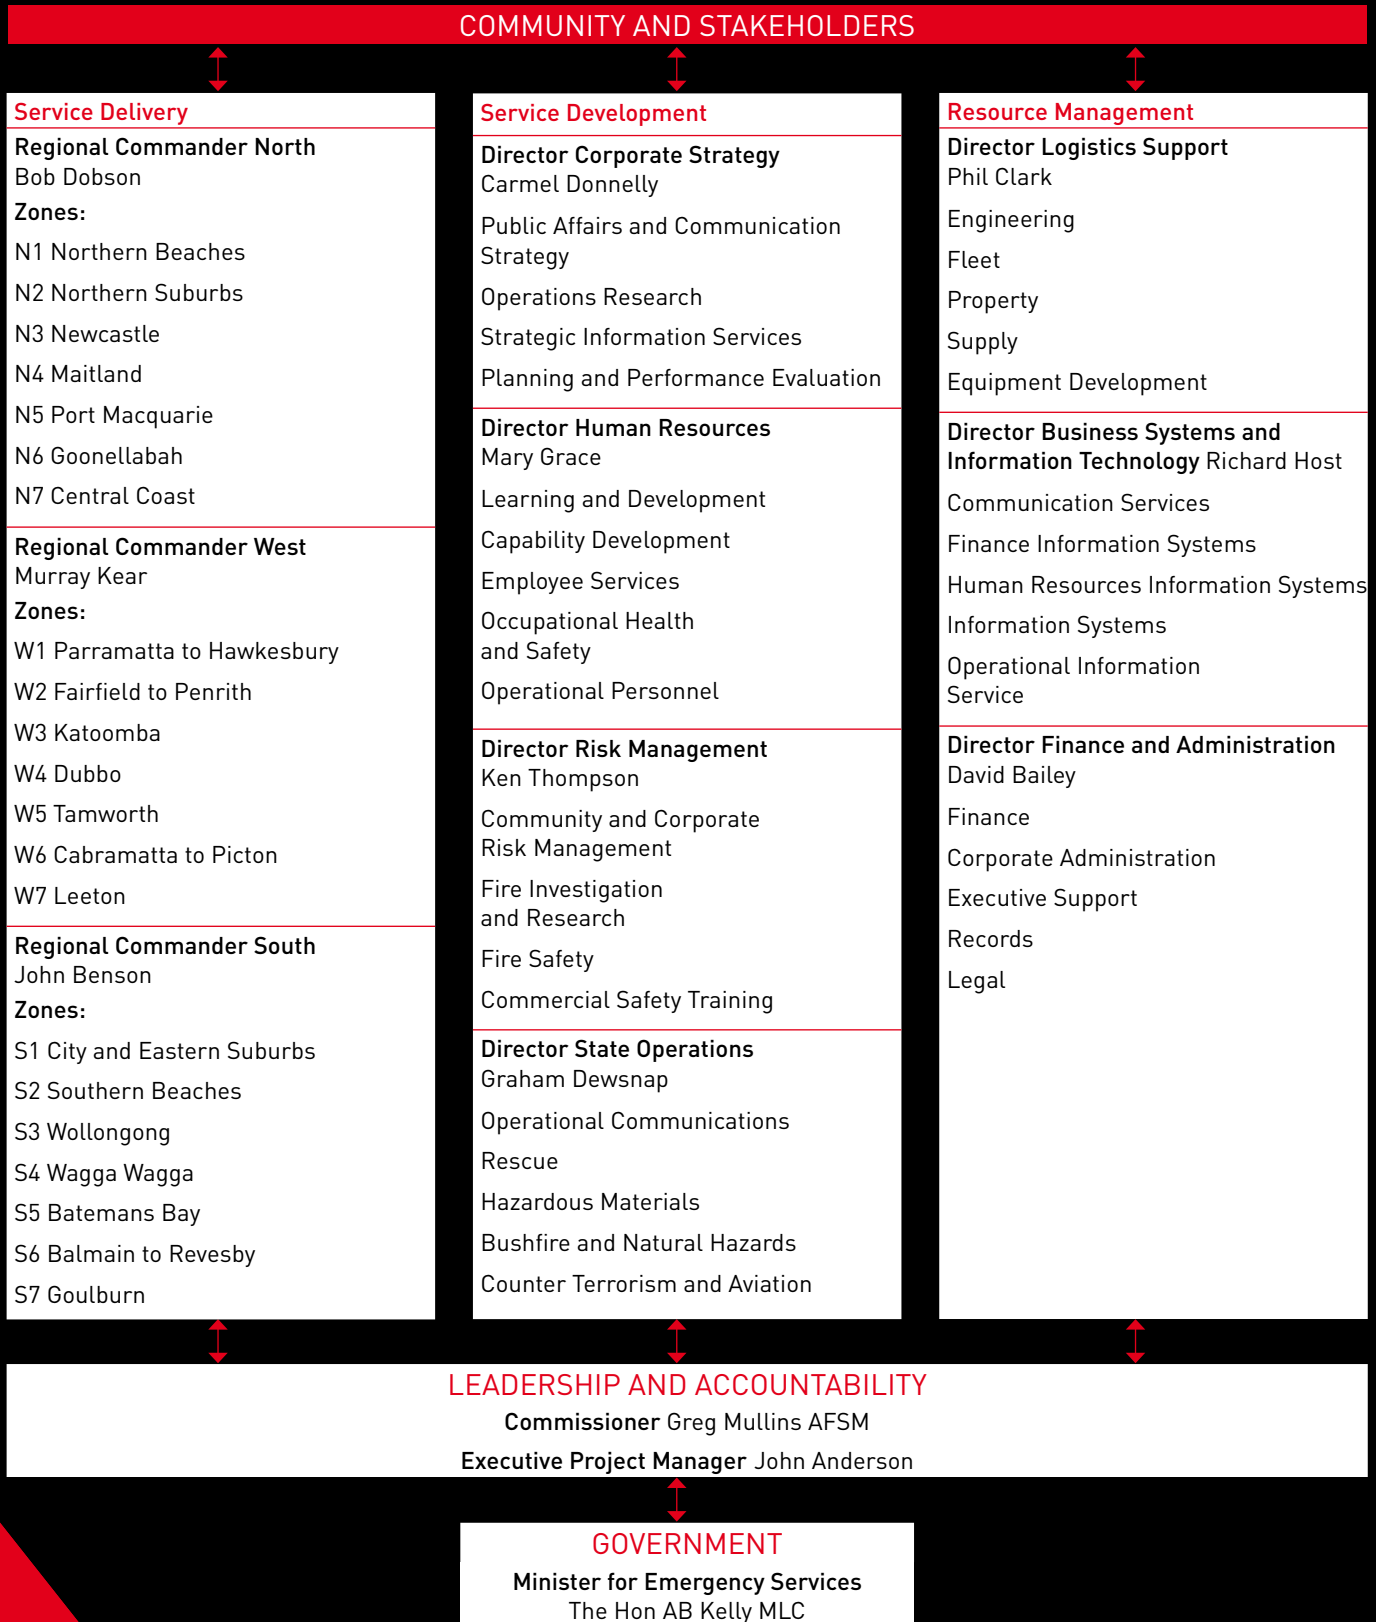 COMMUNITY AND STAKEHOLDERS
Service Delivery
Regional Commander North
Bob Dobson
Zones:
N1 Northern Beaches
N2 Northern Suburbs
N3 Newcastle
N4 Maitland
N5 Port Macquarie
N6 Goonellabah
N7 Central Coast
Regional Commander West
Murray Kear
Zones:
W1 Parramatta to Hawkesbury
W2 Fairfield to Penrith
W3 Katoomba
W4 Dubbo
W5 Tamworth
W6 Cabramatta to Picton
W7 Leeton
Regional Commander South
John Benson
Zones:
S1 City and Eastern Suburbs
S2 Southern Beaches
S3 Wollongong
S4 Wagga Wagga
S5 Batemans Bay
S6 Balmain to Revesby
S7 Goulburn
Service Development
Director Corporate Strategy
Carmel Donnelly
Public Affairs and Communication
Strategy
Operations Research
Strategic Information Services
Planning and Performance Evaluation
Director Human Resources
Mary Grace
Learning and Development
Capability Development
Employee Services
Occupational Health
and Safety
Operational Personnel
Director Risk Management
Ken Thompson
Community and Corporate
Risk Management
Fire Investigation
and Research
Fire Safety
Commercial Safety Training
Director State Operations
Graham Dewsnap
Operational Communications
Rescue
Hazardous Materials
Bushfire and Natural Hazards
Counter Terrorism and Aviation
Resource Management
Director Logistics Support
Phil Clark
Engineering
Fleet
Property
Supply
Equipment Development
Director Business Systems and
Information Technology Richard Host
Communication Services
Finance Information Systems
Human Resources Information Systems
Information Systems
Operational Information
Service
Director Finance and Administration
David Bailey
Finance
Corporate Administration
Executive Support
Records
Legal
LEADERSHIP AND ACCOUNTABILITY
Commissioner Greg Mullins AFSM
Executive Project Manager John Anderson
GOVERNMENT
Minister for Emergency Services
The Hon AB Kelly MLC